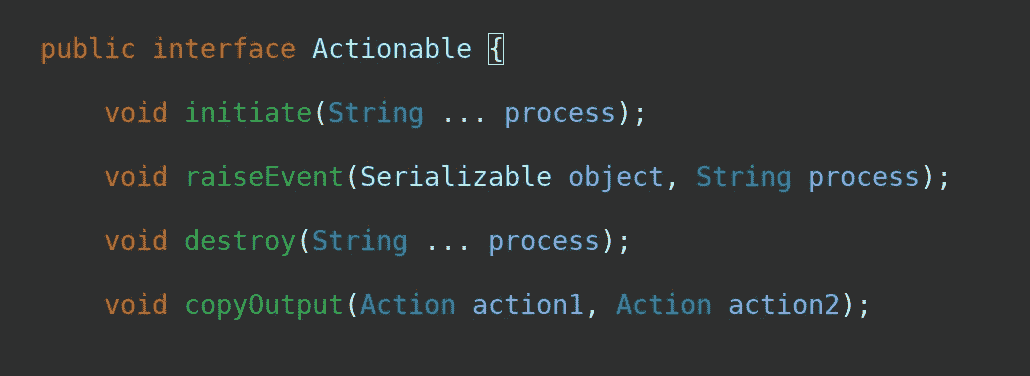 public interface Actionable {
void initiate(String ... process);
void raiseEvent(Serializable object, String process);
void destroy(String ... process);
void copyOutput(Action action1, Action action2);